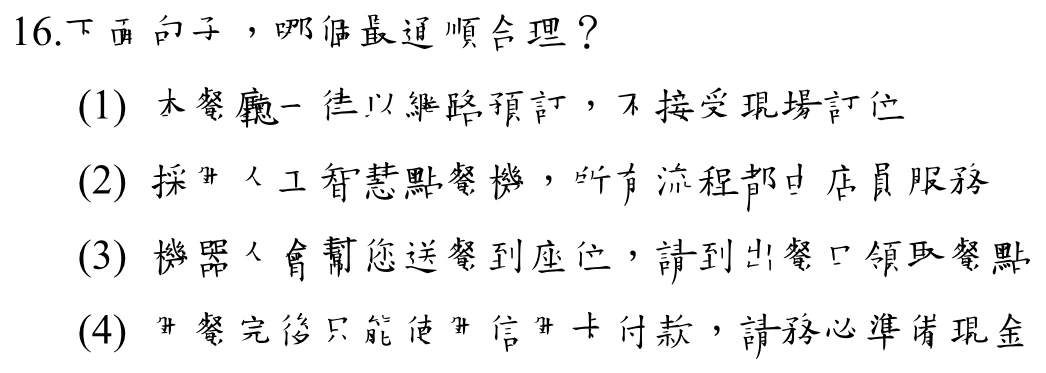 16.下面句子，哪個最通順合理？
(1) 本餐廳一律以網路預訂，不接受現場訂位
(2) 採用人工智慧點餐機，所有流程都由店員服務
(3) 機器人會幫您送餐到座位，請到出餐口領取餐點
(4) 用餐完後只能使用信用卡付款，請務必準備現金